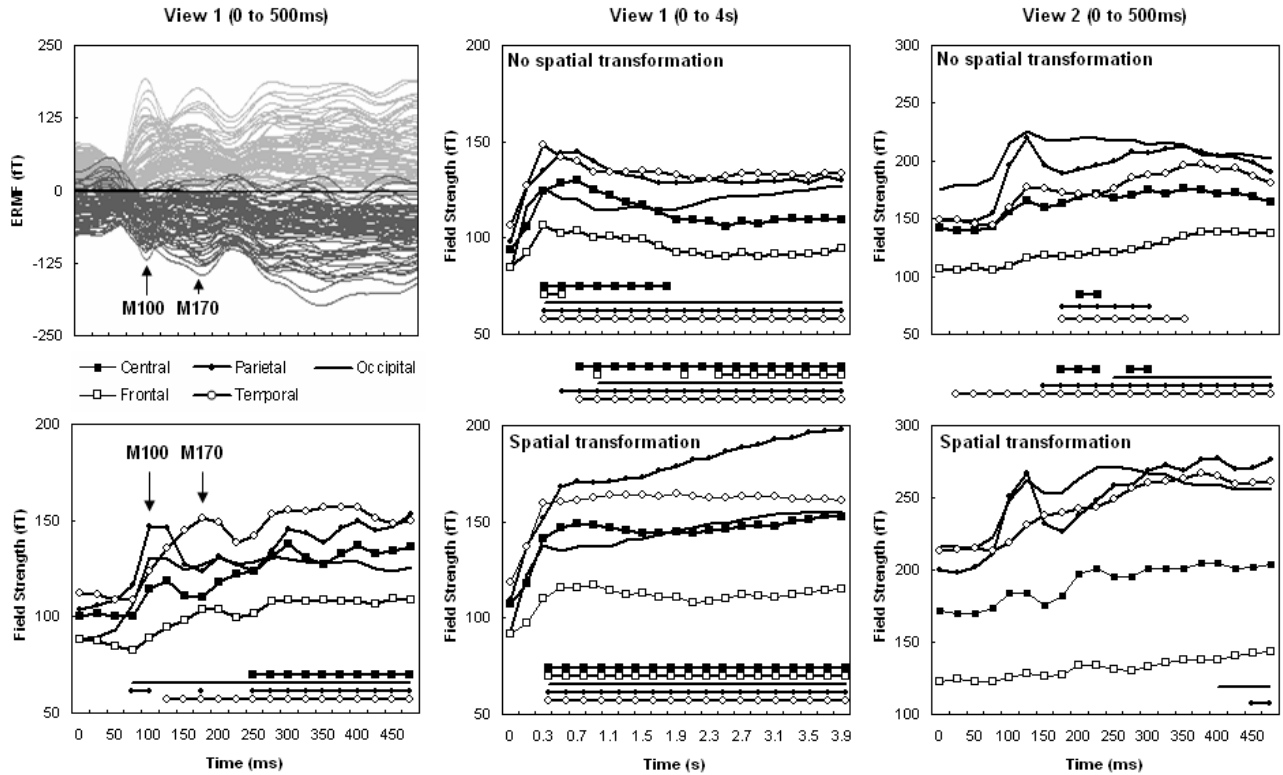 View 1 (0 to 500ms)
250
125
0
-125
-250
ERMF (fT)
M100
M170
Central
Parietal
Occipital
Frontal
Temporal
M100
M170
200
150
100
50
Field Strength (fT)
0 50 100 150 200 250 300 350 400 450
Time (ms)
View 1 (0 to 4s)
No spatial transformation
200
150
100
50
Field Strength (fT)
Spatial transformation
200
150
100
50
Field Strength (fT)
0 0.3 0.7 1.1 1.5 1.9 2.3 2.7 3.1 3.5 3.9
Time (s)
View 2 (0 to 500ms)
No spatial transformation
300
250
200
150
100
50
Field Strength (fT)
Spatial transformation
300
250
200
150
100
Field Strength (fT)
0 50 100 150 200 250 300 350 400 450
Time (ms)